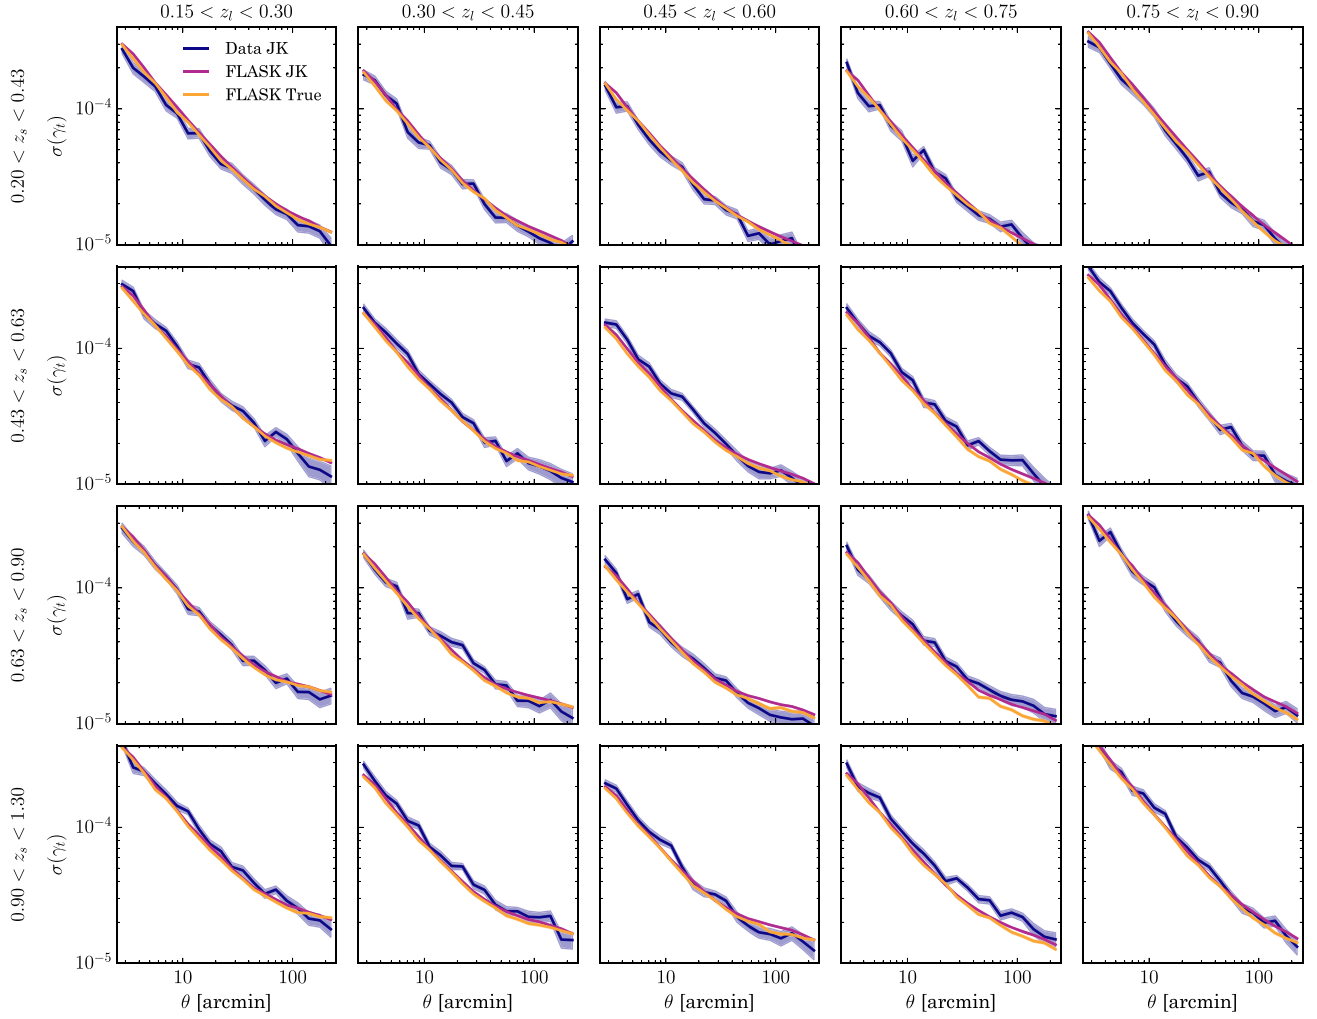 0.15 < z_l < 0.30
0.30 < z_l < 0.45
0.45 < z_l < 0.60
0.60 < z_l < 0.75
0.75 < z_l < 0.90
Data JK
FLASK JK
FLASK True
0.20 < z_s < 0.43
σ(γ_t)
10^{-4}
10^{-5}
0.43 < z_s < 0.63
σ(γ_t)
10^{-4}
10^{-5}
0.63 < z_s < 0.90
σ(γ_t)
10^{-4}
10^{-5}
0.90 < z_s < 1.30
σ(γ_t)
10^{-4}
10^{-5}
10 100
10 100
10 100
10 100
10 100
θ [arcmin]
θ [arcmin]
θ [arcmin]
θ [arcmin]
θ [arcmin]